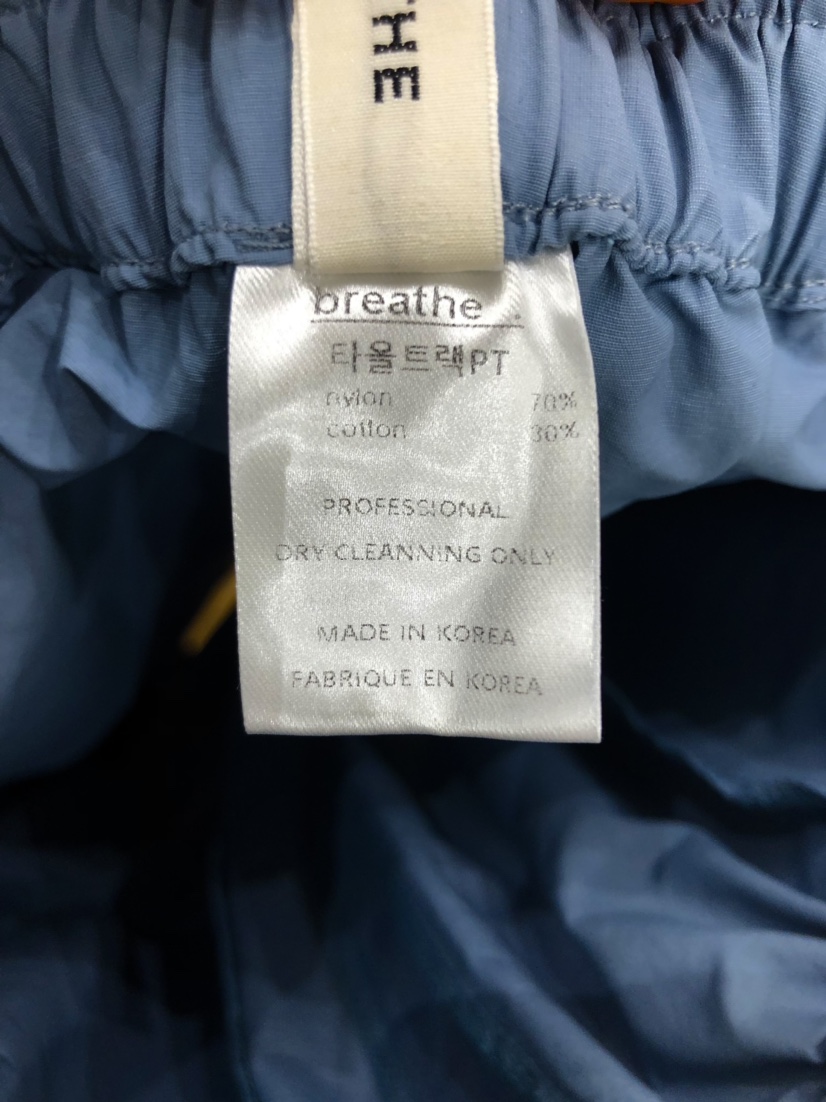 THE
breathe .
타올트랙PT
nylon 70%
cotton 30%
PROFESSIONAL
DRY CLEANNING ONLY
MADE IN KOREA
FABRIQUE EN KOREA